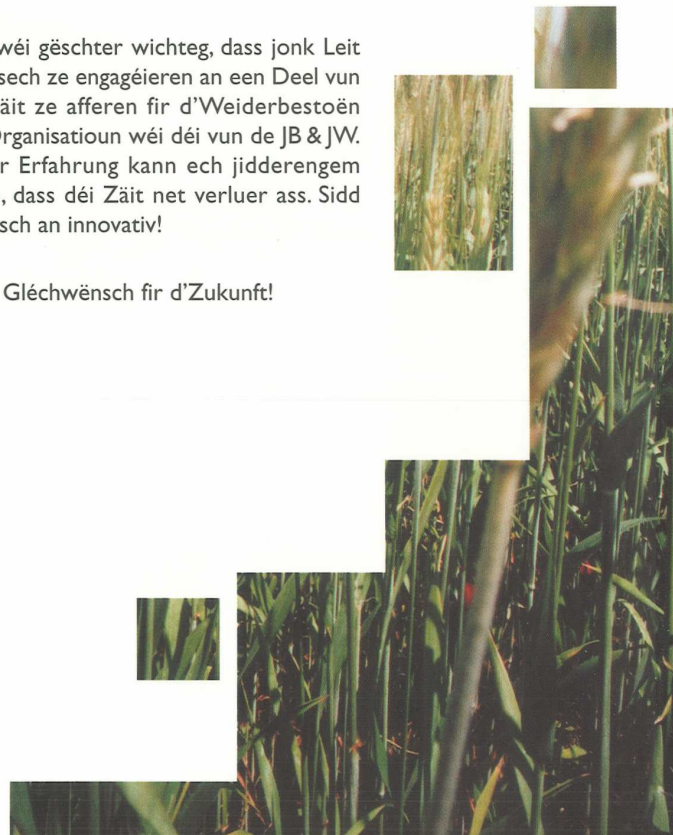 wéi gëschter wichteg, dass jonk Leit
sech ze engagéieren an een Deel vun
äit ze afferen fir d'Weiderbestoën
Organisatioun wéi déi vun de JB & JW.
r Erfahrung kann ech jidderengem
, dass déi Zäit net verluer ass. Sidd
sch an innovativ!
Gléchwënsch fir d'Zukunft!